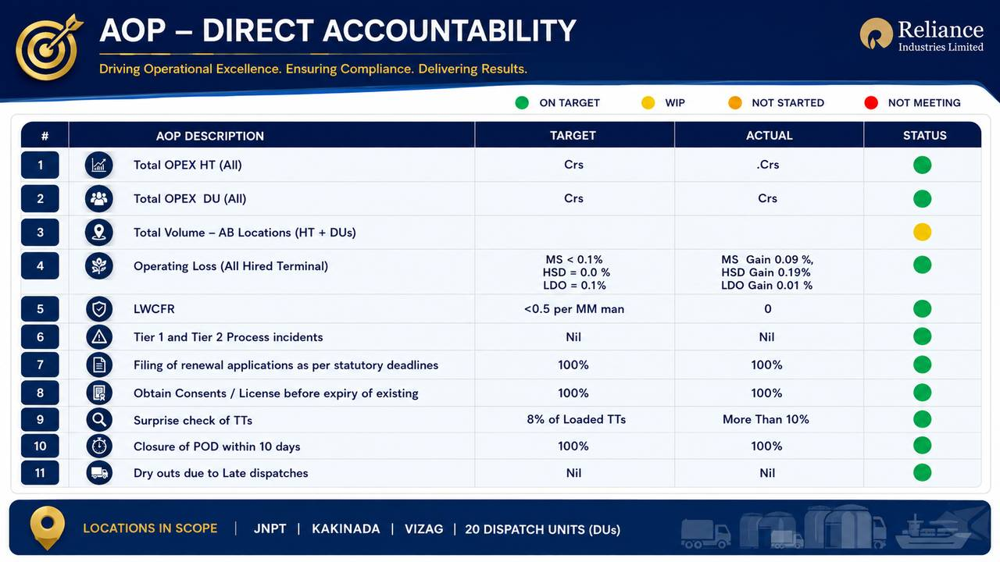 AOP – DIRECT ACCOUNTABILITY
Driving Operational Excellence. Ensuring Compliance. Delivering Results.
Reliance
Industries Limited
ON TARGET WIP NOT STARTED NOT MEETING
# AOP DESCRIPTION TARGET ACTUAL STATUS
1 Total OPEX HT (All) Crs .Crs
2 Total OPEX DU (All) Crs Crs
3 Total Volume – AB Locations (HT + DUs)
4 Operating Loss (All Hired Terminal)
MS < 0.1%
HSD = 0.0 %
LDO = 0.1%
MS Gain 0.09 %,
HSD Gain 0.19%
LDO Gain 0.01 %
5 LWCFR <0.5 per MM man 0
6 Tier 1 and Tier 2 Process incidents Nil Nil
7 Filing of renewal applications as per statutory deadlines 100% 100%
8 Obtain Consents / License before expiry of existing 100% 100%
9 Surprise check of TTs 8% of Loaded TTs More Than 10%
10 Closure of POD within 10 days 100% 100%
11 Dry outs due to Late dispatches Nil Nil
LOCATIONS IN SCOPE | JNPT | KAKINADA | VIZAG | 20 DISPATCH UNITS (DUs)